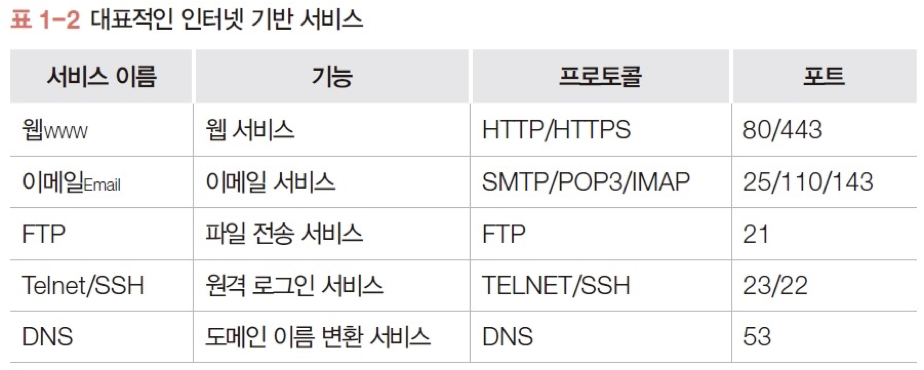 표 1-2 대표적인 인터넷 기반 서비스
서비스 이름 기능 프로토콜 포트
웹www 웹 서비스 HTTP/HTTPS 80/443
이메일Email 이메일 서비스 SMTP/POP3/IMAP 25/110/143
FTP 파일 전송 서비스 FTP 21
Telnet/SSH 원격 로그인 서비스 TELNET/SSH 23/22
DNS 도메인 이름 변환 서비스 DNS 53